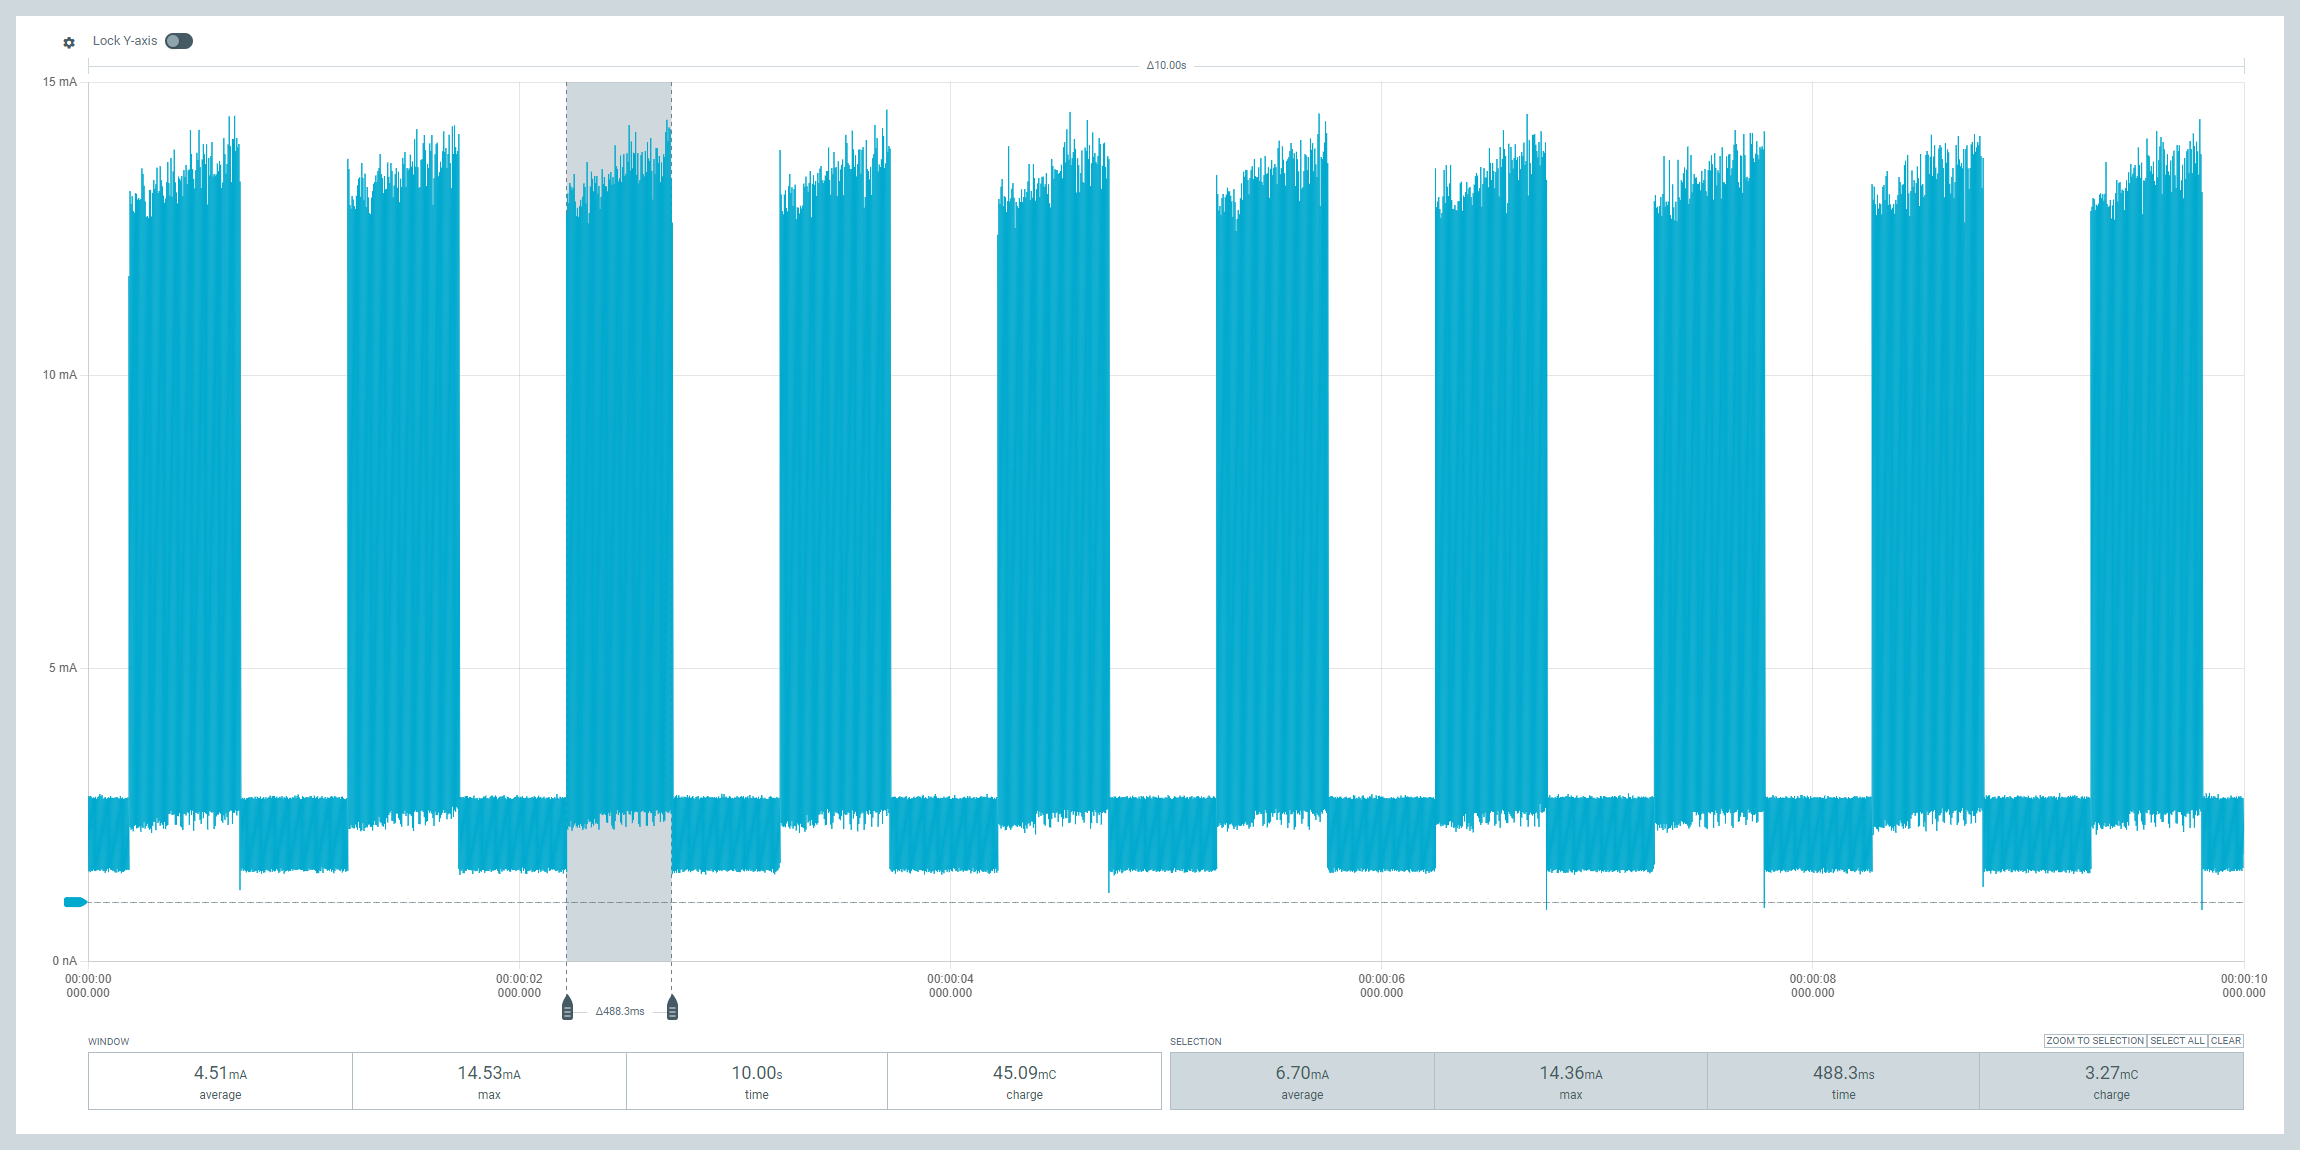 Lock Y-axis
Δ10.00s
15 mA
10 mA
5 mA
0 nA
00:00:00 00:00:02 00:00:04 00:00:06 00:00:08 00:00:10
000.000 000.000 000.000 000.000 000.000 000.000
Δ488.3ms
WINDOW
4.51mA 14.53mA 10.00s 45.09mC
average max time charge
SELECTION
ZOOM TO SELECTION SELECT ALL CLEAR
6.70mA 14.36mA 488.3ms 3.27mC
average max time charge